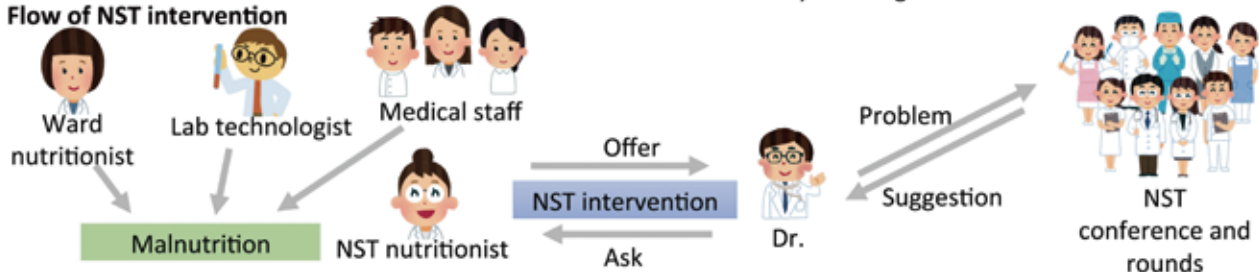 Flow of NST intervention
Ward
nutritionist
Lab technologist
Medical staff
Malnutrition
NST nutritionist
Offer
NST intervention
Ask
Dr.
Problem
Suggestion
NST
conference and
rounds